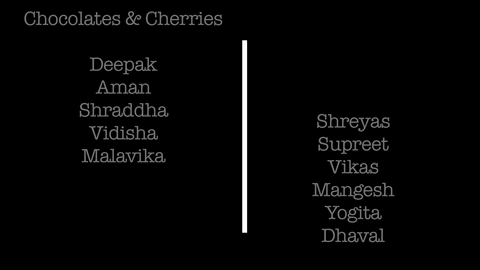 Chocolates & Cherries
Deepak
Aman
Shraddha
Vidisha
Malavika
Shreyas
Supreet
Vikas
Mangesh
Yogita
Dhaval